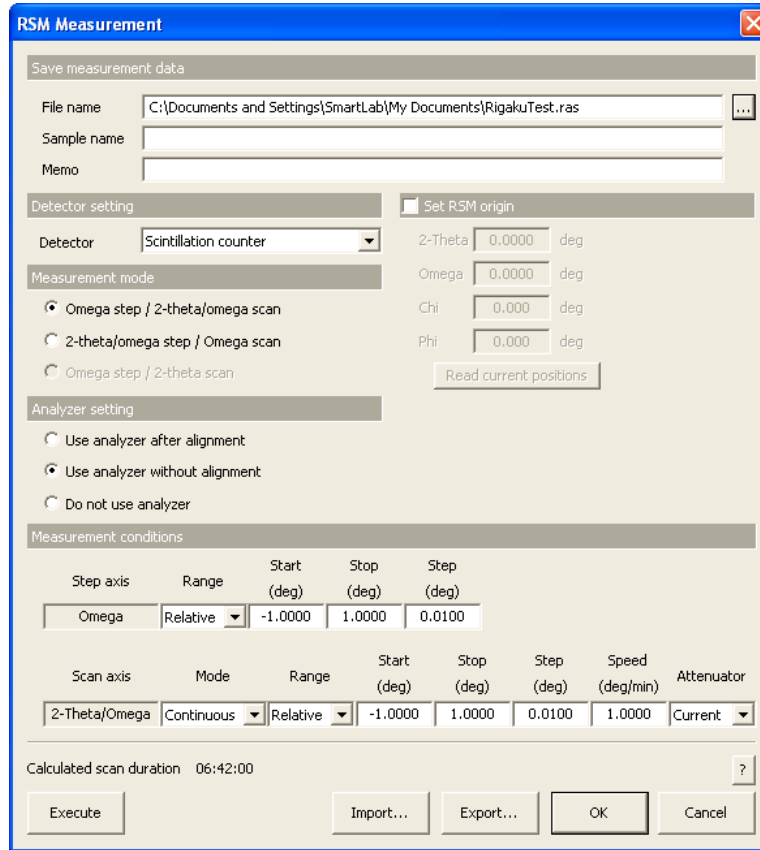 RSM Measurement
Save measurement data
File name C:\Documents and Settings\SmartLab\My Documents\RigakuTest.ras ...
Sample name
Memo
Detector setting
Detector Scintillation counter
Measurement mode
Omega step / 2-theta/omega scan
2-theta/omega step / Omega scan
Omega step / 2-theta scan
Set RSM origin
2-Theta 0.0000 deg
Omega 0.0000 deg
Chi 0.000 deg
Phi 0.000 deg
Read current positions
Analyzer setting
Use analyzer after alignment
Use analyzer without alignment
Do not use analyzer
Measurement conditions
Step axis Range Start (deg) Stop (deg) Step (deg)
Omega Relative -1.0000 1.0000 0.0100
Scan axis Mode Range Start (deg) Stop (deg) Step (deg) Speed (deg/min) Attenuator
2-Theta/Omega Continuous Relative -1.0000 1.0000 0.0100 1.0000 Current
Calculated scan duration 06:42:00 ?
Execute Import... Export... OK Cancel